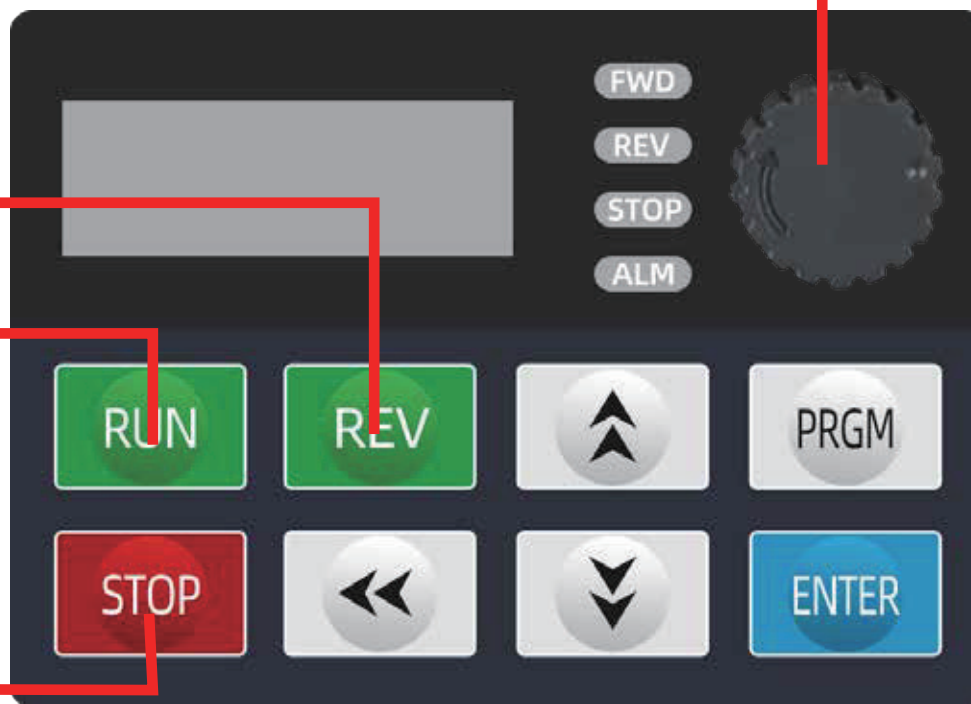 FWD
REV
STOP
ALM
RUN REV PRGM
STOP ENTER